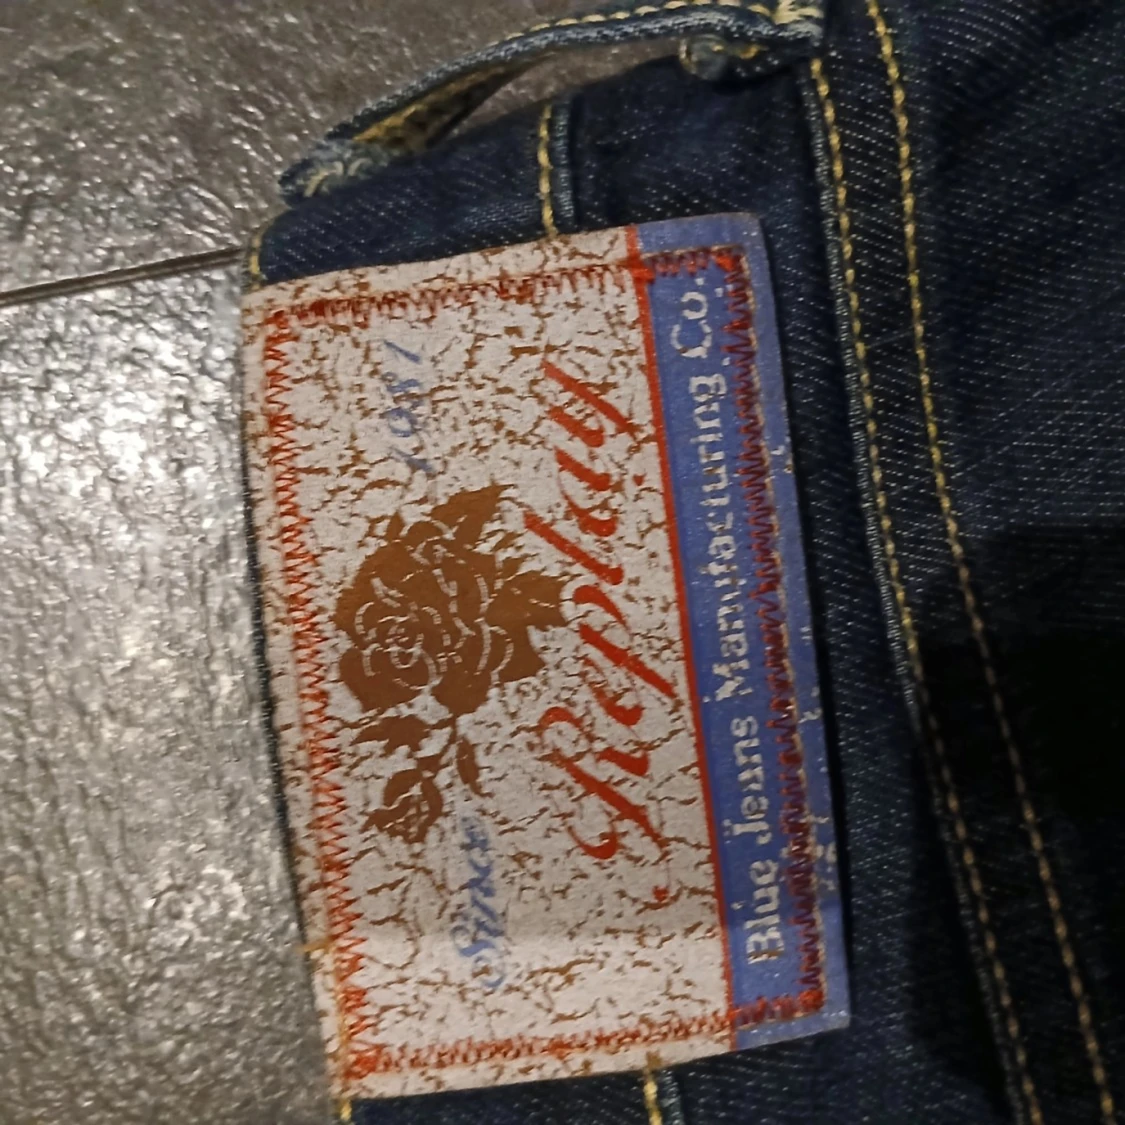 Since 1981
Replay
Blue Jeans Manufacturing Co.